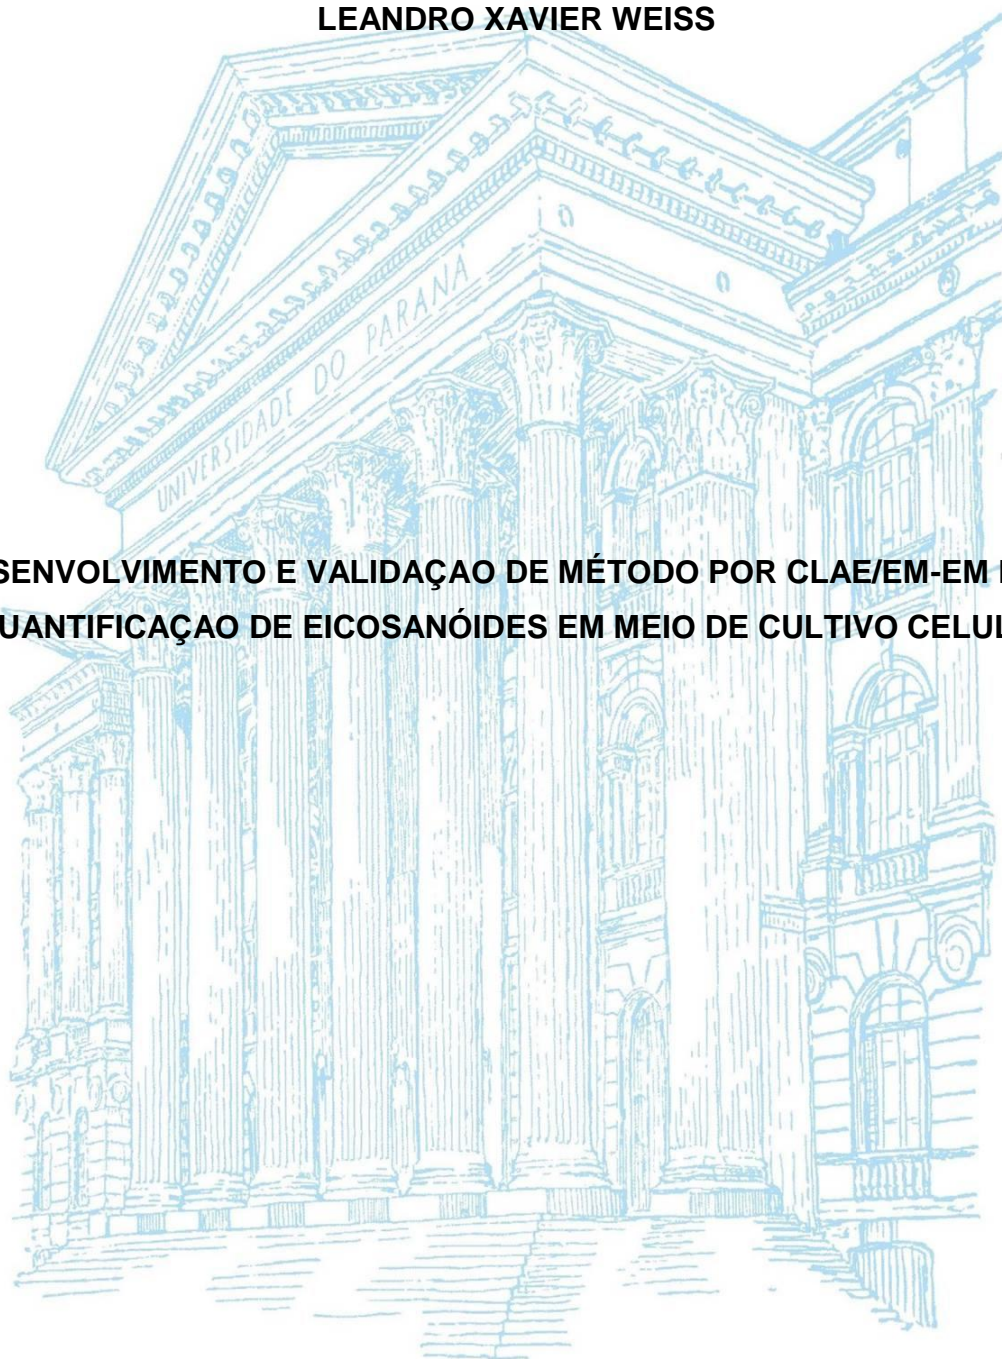 LEANDRO XAVIER WEISS
UNIVERSIDADE DO PARANÁ
SENVOLVIMENTO E VALIDAÇAO DE MÉTODO POR CLAE/EM-EM
UANTIFICAÇAO DE EICOSANÓIDES EM MEIO DE CULTIVO CELUL